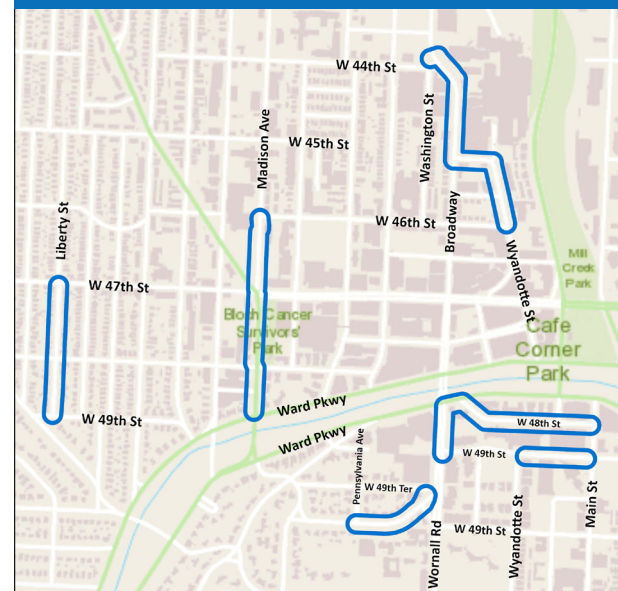 W 44th St
Washington St
Madison Ave
W 45th St
W 46th St
Broadway
Liberty St
Wyandotte St
Mill
Creek
Park
W 47th St
Bloch Cancer
Survivors'
Park
Cafe
Corner
Park
Ward Pkwy
W 49th St
W 48th St
Ward Pkwy
Pennsylvania Ave
W 49th St
W 49th Ter
Wornall Rd
W 49th St
Wyandotte St
Main St